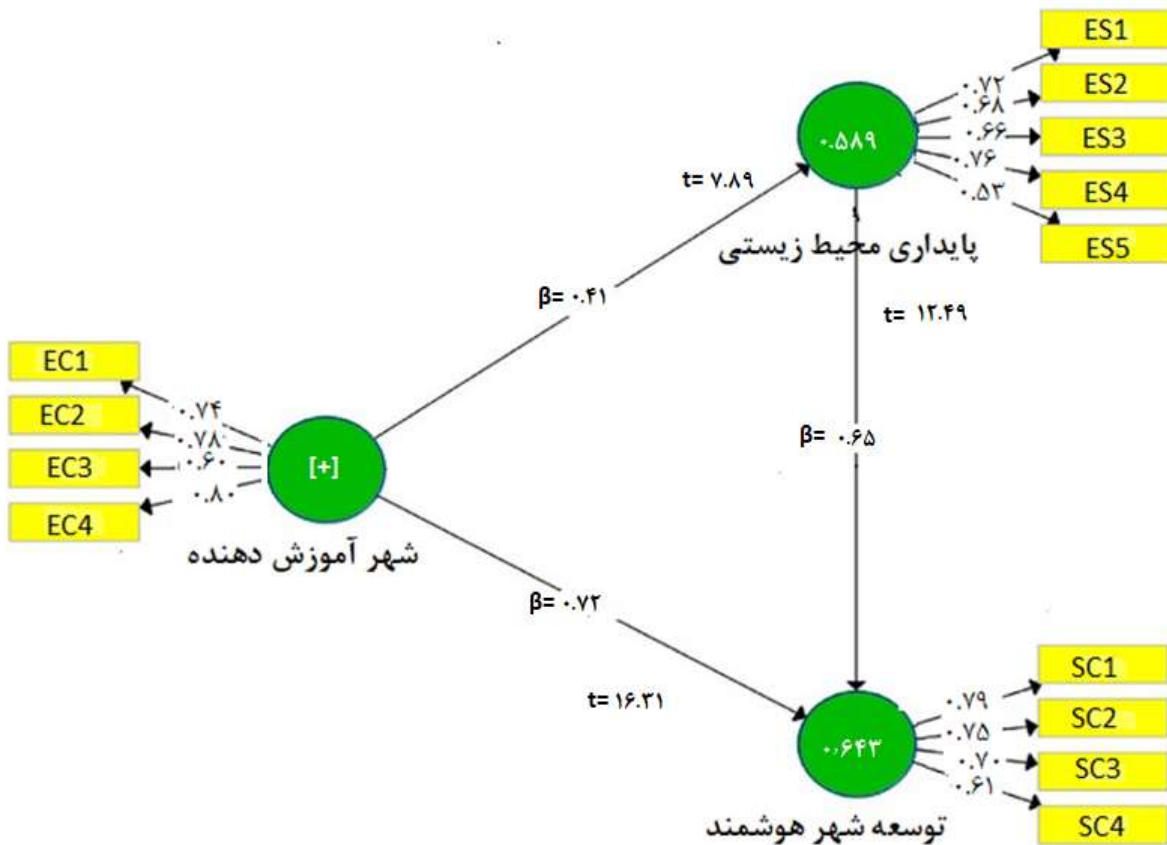 ES1
ES2
ES3
ES4
ES5
۰.۷۲
۰.۶۸
۰.۶۶
۰.۷۶
۰.۵۳
۰.۵۸۹
پایداری محیط زیستی
t= ۷.۸۹
β= ۰.۴۱
t= ۱۲.۴۹
β= ۰.۶۵
EC1
EC2
EC3
EC4
۰.۷۴
۰.۷۸
۰.۶۰
۰.۸۰
[+]
شهر آموزش دهنده
β= ۰.۷۲
t= ۱۶.۳۱
SC1
SC2
SC3
SC4
۰.۷۹
۰.۷۵
۰.۷۰
۰.۶۱
۰.۶۴۳
توسعه شهر هوشمند